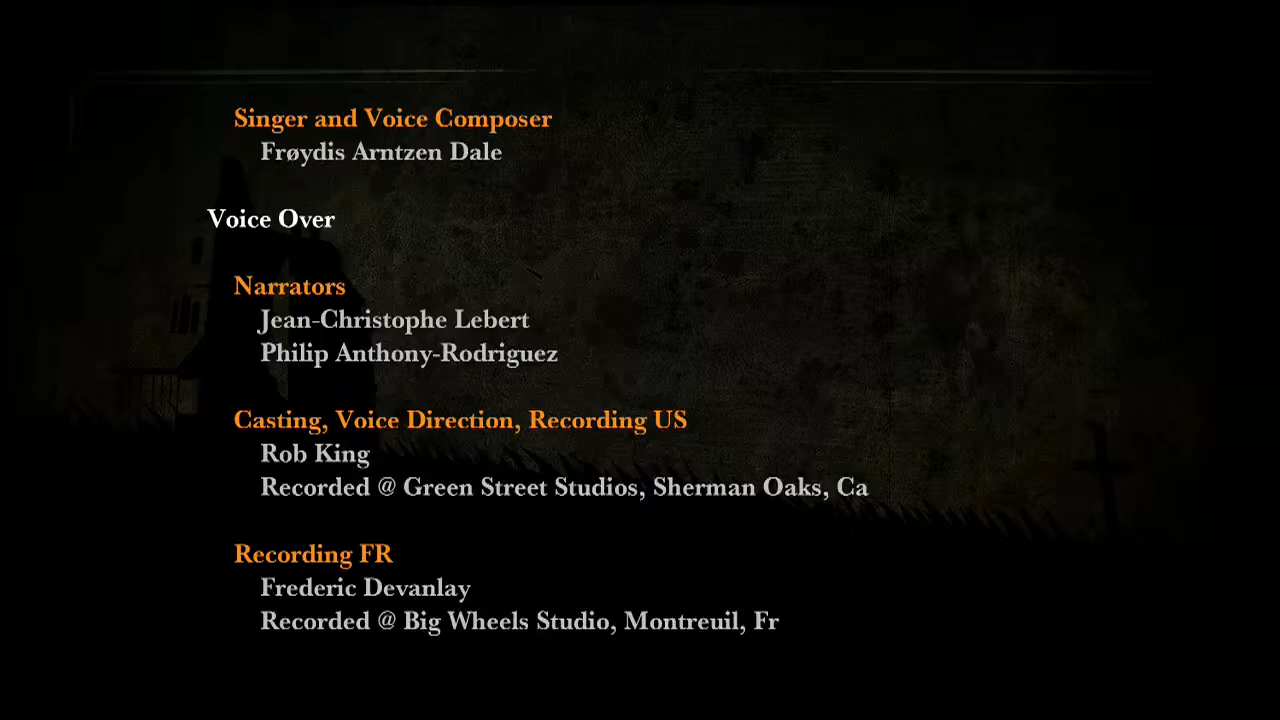 Singer and Voice Composer
Frøydis Arntzen Dale
Voice Over
Narrators
Jean-Christophe Lebert
Philip Anthony-Rodriguez
Casting, Voice Direction, Recording US
Rob King
Recorded @ Green Street Studios, Sherman Oaks, Ca
Recording FR
Frederic Devanlay
Recorded @ Big Wheels Studio, Montreuil, Fr